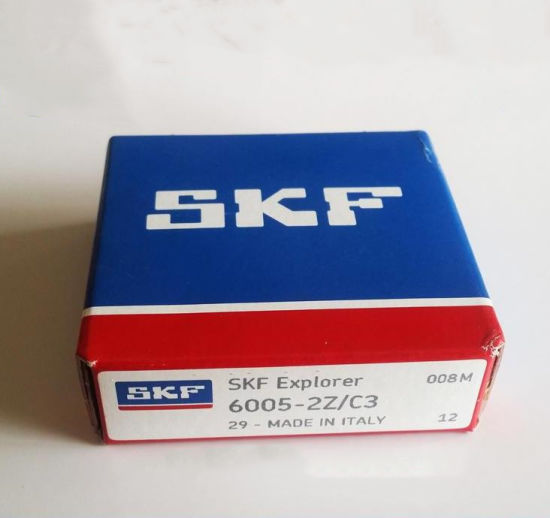 SKF
SKF
SKF Explorer
008M
6005-2Z/C3
29 - MADE IN ITALY
12